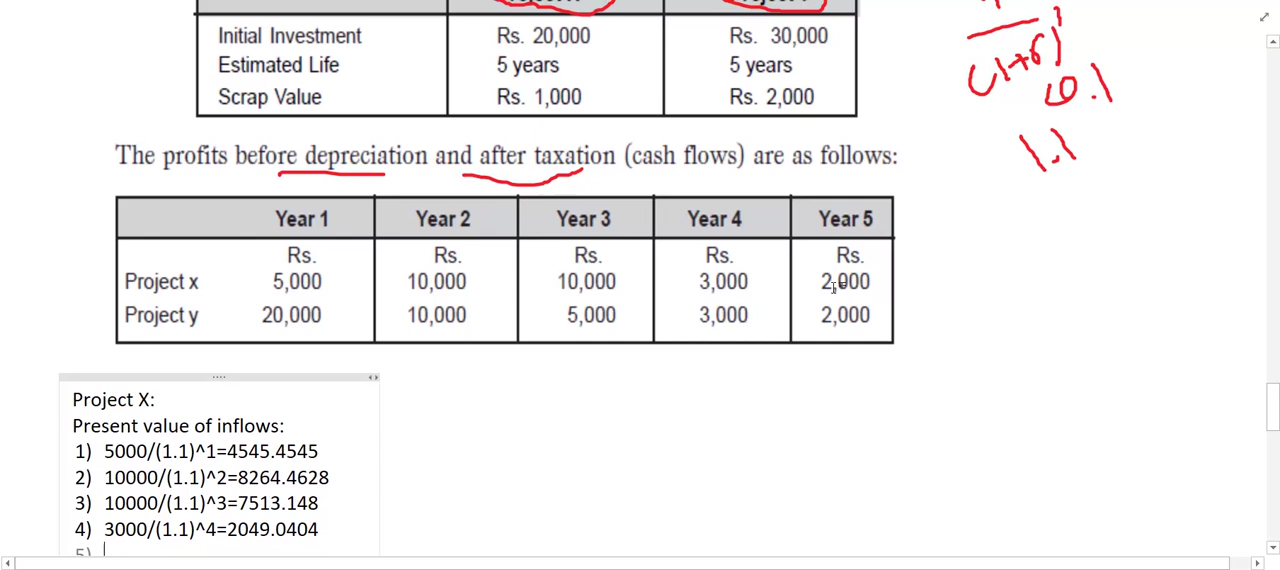 Initial Investment Rs. 20,000 Rs. 30,000
Estimated Life 5 years 5 years
Scrap Value Rs. 1,000 Rs. 2,000
(1+r)
0.1
1.1
The profits before depreciation and after taxation (cash flows) are as follows:
Year 1 Year 2 Year 3 Year 4 Year 5
Rs. Rs. Rs. Rs. Rs.
Project x 5,000 10,000 10,000 3,000 2,000
Project y 20,000 10,000 5,000 3,000 2,000
Project X:
Present value of inflows:
1) 5000/(1.1)^1=4545.4545
2) 10000/(1.1)^2=8264.4628
3) 10000/(1.1)^3=7513.148
4) 3000/(1.1)^4=2049.0404
5)